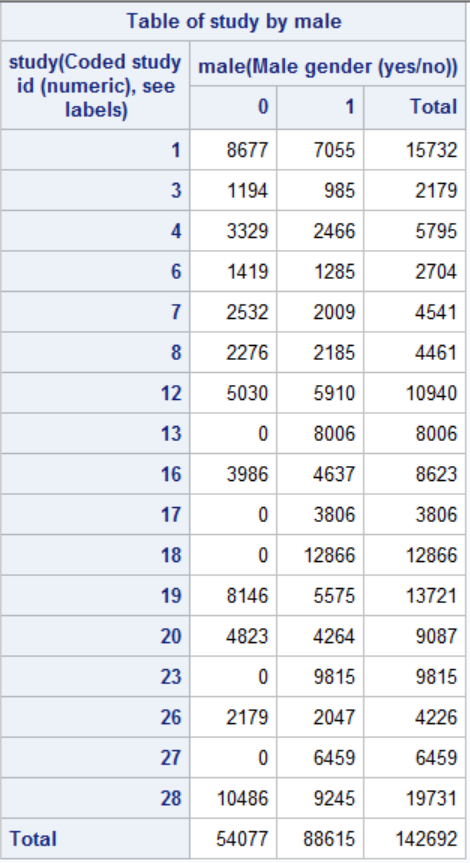 Table of study by male
study(Coded study
id (numeric), see
labels)
male(Male gender (yes/no))
0 1 Total
1 8677 7055 15732
3 1194 985 2179
4 3329 2466 5795
6 1419 1285 2704
7 2532 2009 4541
8 2276 2185 4461
12 5030 5910 10940
13 0 8006 8006
16 3986 4637 8623
17 0 3806 3806
18 0 12866 12866
19 8146 5575 13721
20 4823 4264 9087
23 0 9815 9815
26 2179 2047 4226
27 0 6459 6459
28 10486 9245 19731
Total 54077 88615 142692